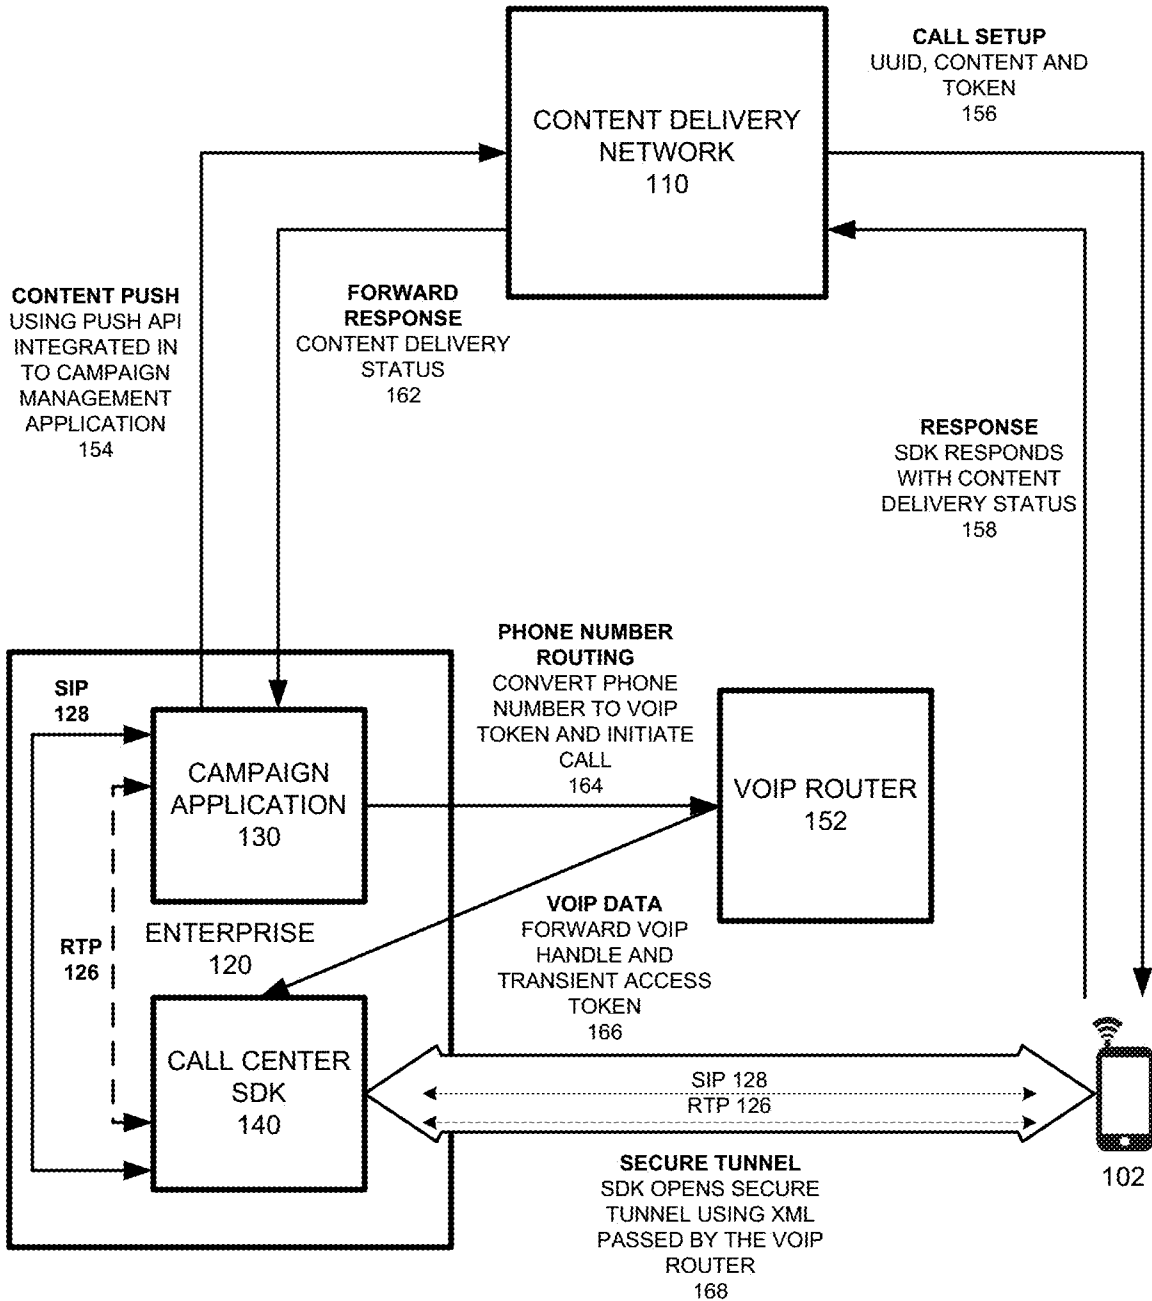 CALL SETUP
UUID, CONTENT AND
TOKEN
156
CONTENT DELIVERY
NETWORK
110
CONTENT PUSH
USING PUSH API
INTEGRATED IN
TO CAMPAIGN
MANAGEMENT
APPLICATION
154
FORWARD
RESPONSE
CONTENT DELIVERY
STATUS
162
RESPONSE
SDK RESPONDS
WITH CONTENT
DELIVERY STATUS
158
PHONE NUMBER
ROUTING
CONVERT PHONE
NUMBER TO VOIP
TOKEN AND INITIATE
CALL
164
SIP
128
CAMPAIGN
APPLICATION
130
VOIP ROUTER
152
RTP
126
ENTERPRISE
120
VOIP DATA
FORWARD VOIP
HANDLE AND
TRANSIENT ACCESS
TOKEN
166
CALL CENTER
SDK
140
SIP 128
RTP 126
102
SECURE TUNNEL
SDK OPENS SECURE
TUNNEL USING XML
PASSED BY THE VOIP
ROUTER
168